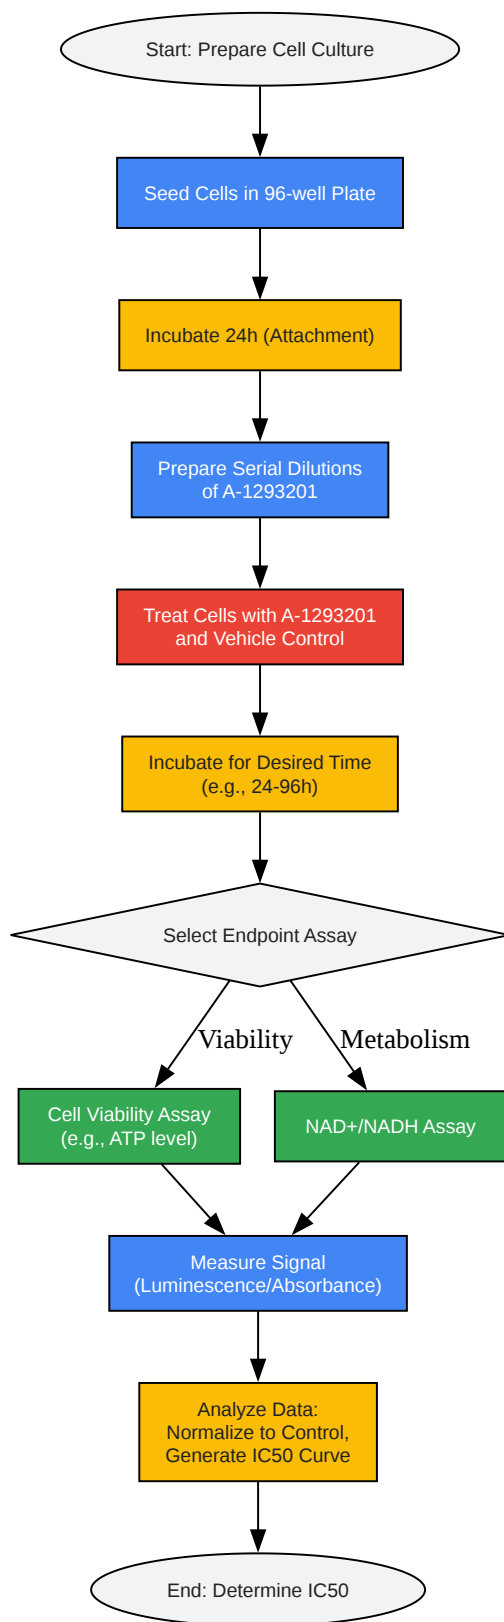 Start: Prepare Cell Culture
Seed Cells in 96-well Plate
Incubate 24h (Attachment)
Prepare Serial Dilutions
of A-1293201
Treat Cells with A-1293201
and Vehicle Control
Incubate for Desired Time
(e.g., 24-96h)
Select Endpoint Assay
Viability
Metabolism
Cell Viability Assay
(e.g., ATP level)
NAD+/NADH Assay
Measure Signal
(Luminescence/Absorbance)
Analyze Data:
Normalize to Control,
Generate IC50 Curve
End: Determine IC50